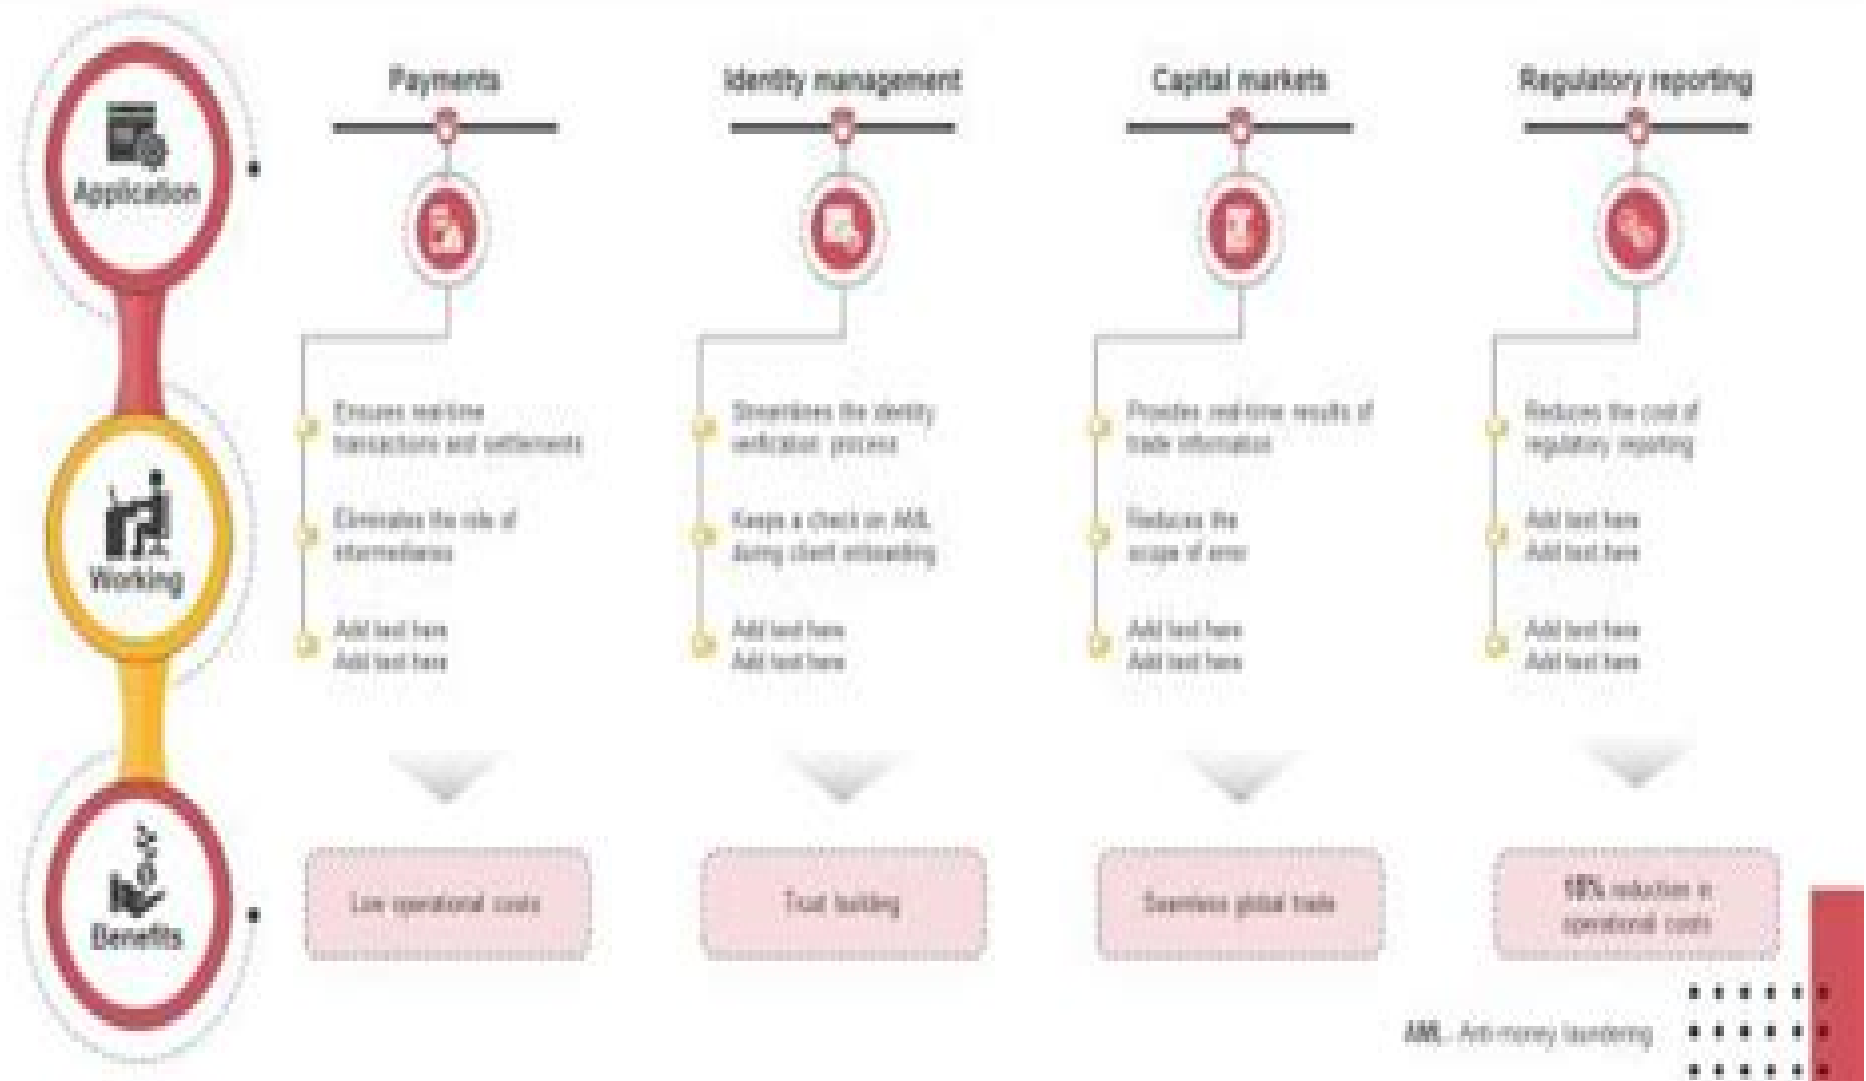 Application
Working
Benefits
Payments
Ensures real-time
transactions and settlements
Eliminates the role of
intermediaries
Add text here
Add text here
Low operational costs
Identity management
Streamlines the identity
verification process
Keeps a check on AML
during client onboarding
Add text here
Add text here
Trust building
Capital markets
Provides real-time results of
trade information
Reduces the
scope of error
Add text here
Add text here
Seamless global trade
Regulatory reporting
Reduces the cost of
regulatory reporting
Add text here
Add text here
Add text here
Add text here
reduction in
operational costs
AML- Anti-money laundering